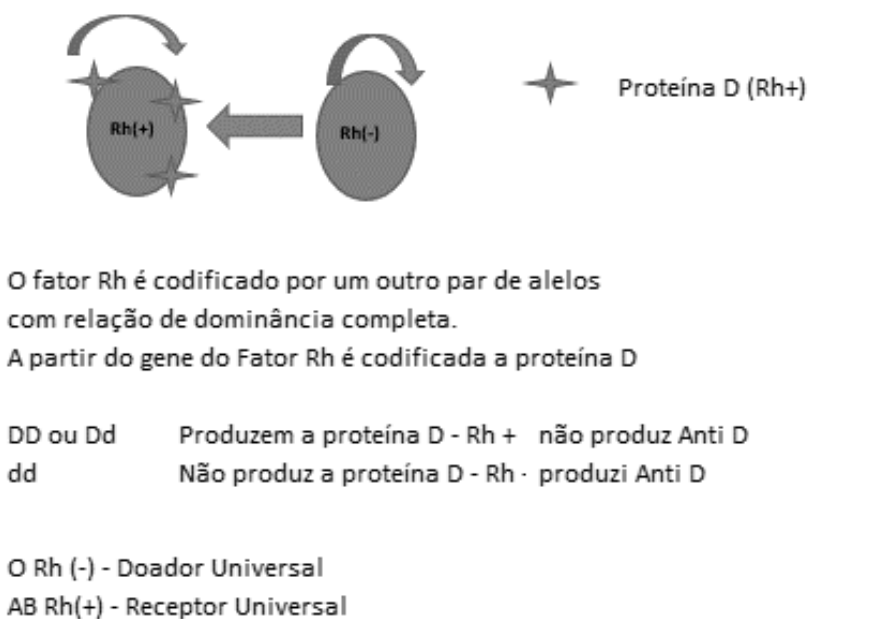 Rh(+)
Rh(-)
Proteína D (Rh+)
O fator Rh é codificado por um outro par de alelos
com relação de dominância completa.
A partir do gene do Fator Rh é codificada a proteína D
DD ou Dd Produzem a proteína D - Rh + não produz Anti D
dd Não produz a proteína D - Rh - produzi Anti D
O Rh (-) - Doador Universal
AB Rh(+) - Receptor Universal